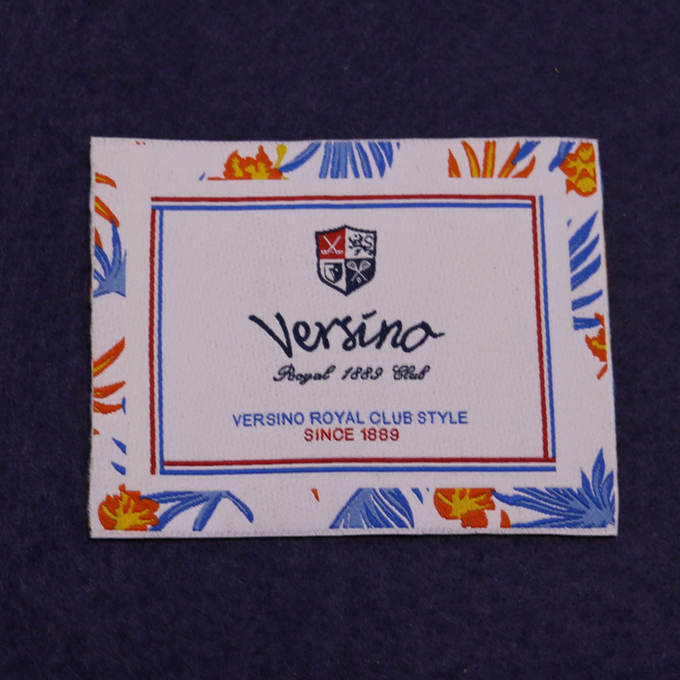 Versino
Royal 1889 Club
VERSINO ROYAL CLUB STYLE
SINCE 1889